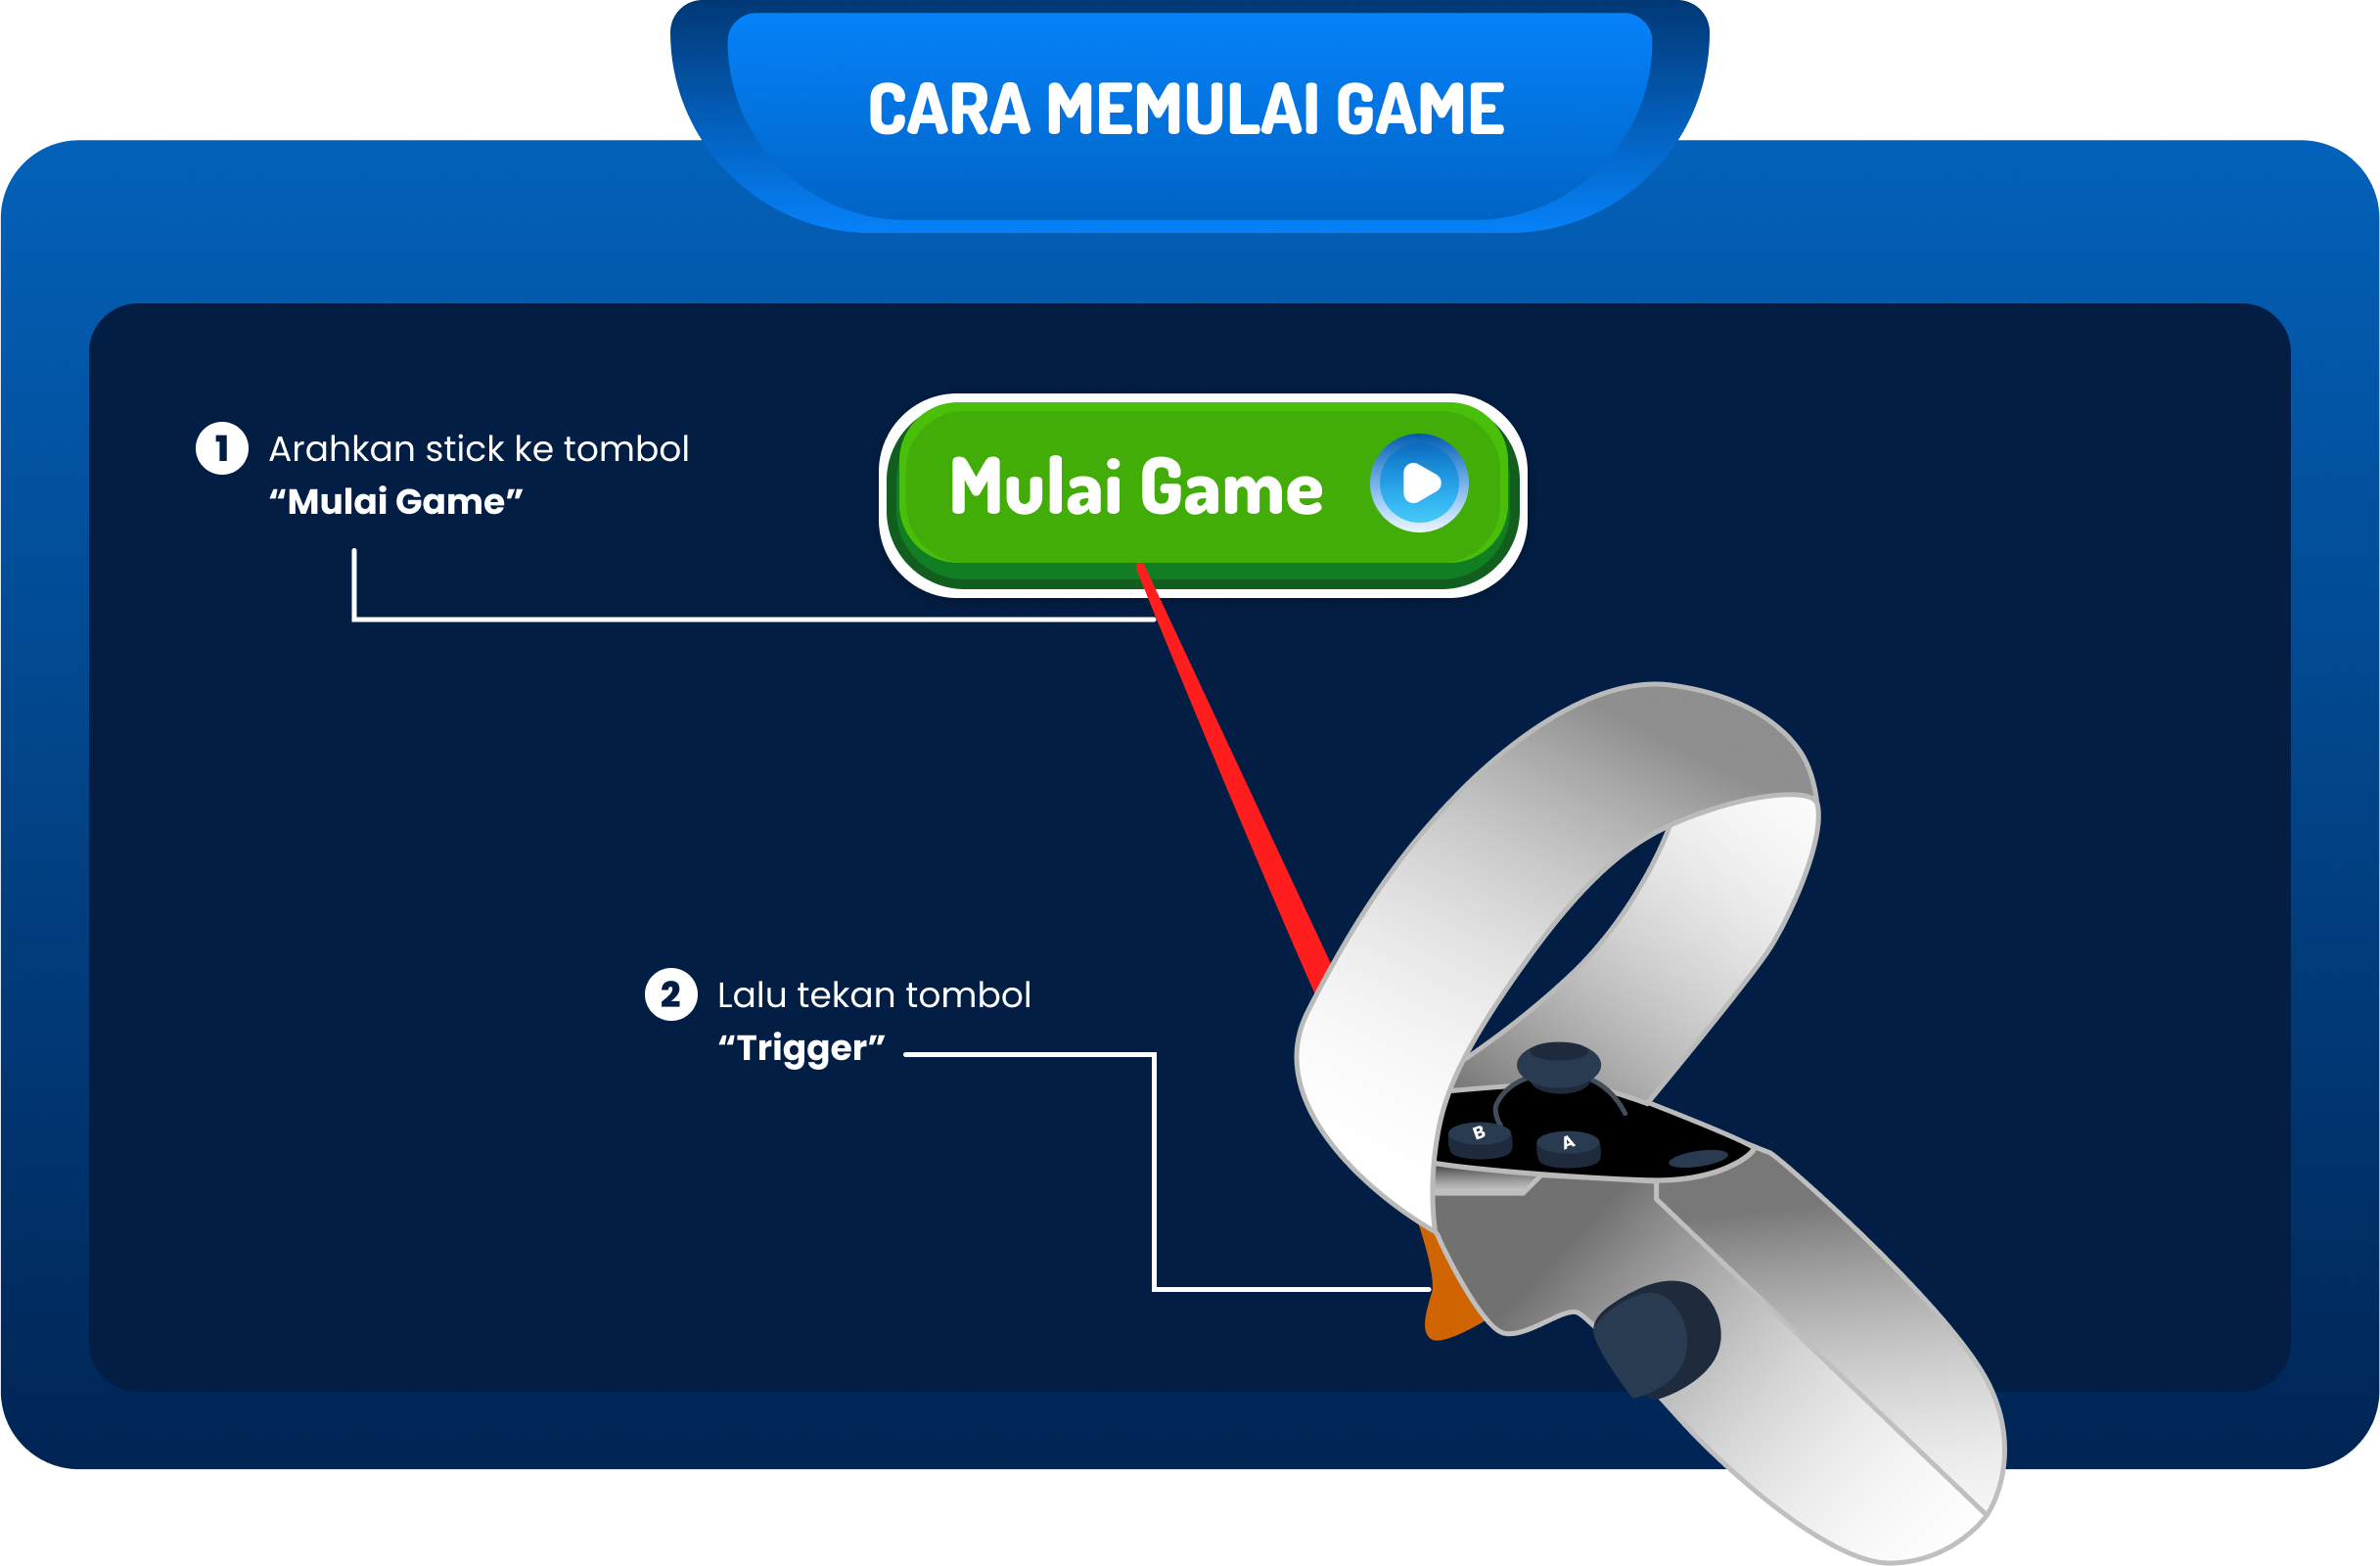 CARA MEMULAI GAME
1 Arahkan stick ke tombol
“Mulai Game”
Mulai Game
2 Lalu tekan tombol
“Trigger”
B A